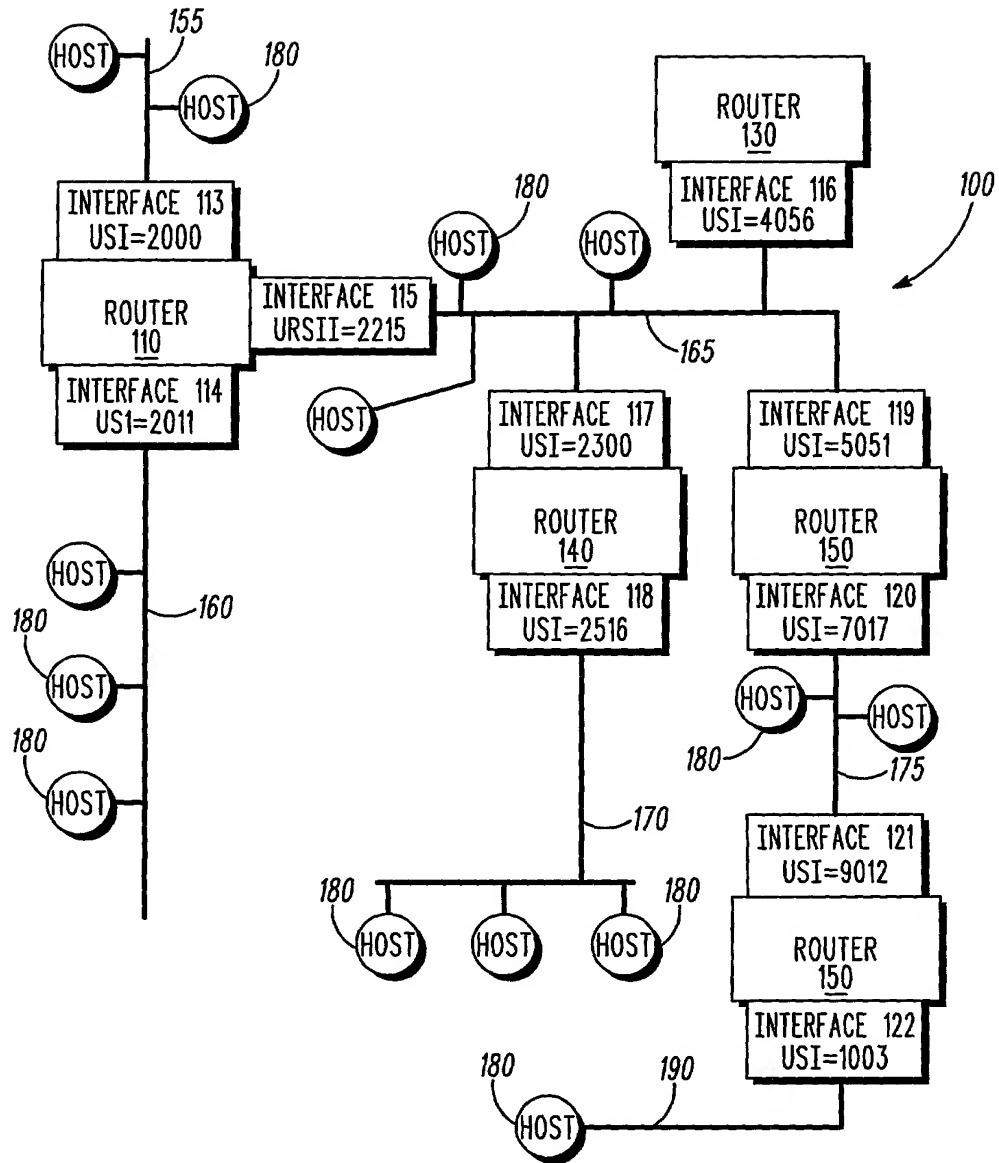 155
HOST
180
HOST
ROUTER
130
INTERFACE 116
USI=4056
100
INTERFACE 113
USI=2000
180
HOST
HOST
ROUTER
110
INTERFACE 115
URSII=2215
165
INTERFACE 114
US1=2011
HOST
INTERFACE 117
USI=2300
INTERFACE 119
USI=5051
ROUTER
140
ROUTER
150
INTERFACE 118
USI=2516
INTERFACE 120
USI=7017
HOST
160
180
HOST
180
HOST
HOST
180
HOST
175
180
HOST
170
INTERFACE 121
USI=9012
180
HOST
HOST
180
HOST
ROUTER
150
INTERFACE 122
USI=1003
180
HOST
190